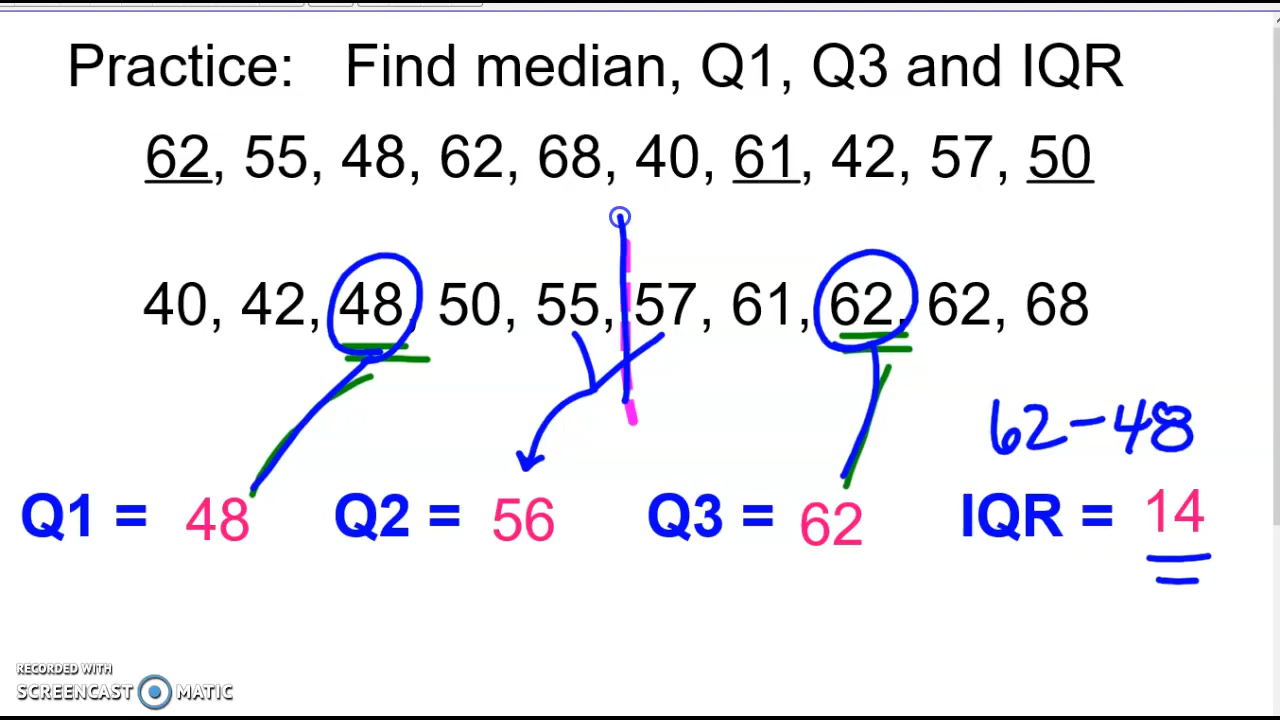 Practice: Find median, Q1, Q3 and IQR
62, 55, 48, 62, 68, 40, 61, 42, 57, 50
40, 42, 48, 50, 55, 57, 61, 62, 62, 68
62-48
Q1 = 48 Q2 = 56 Q3 = 62 IQR = 14
RECORDED WITH
SCREENCAST MATIC